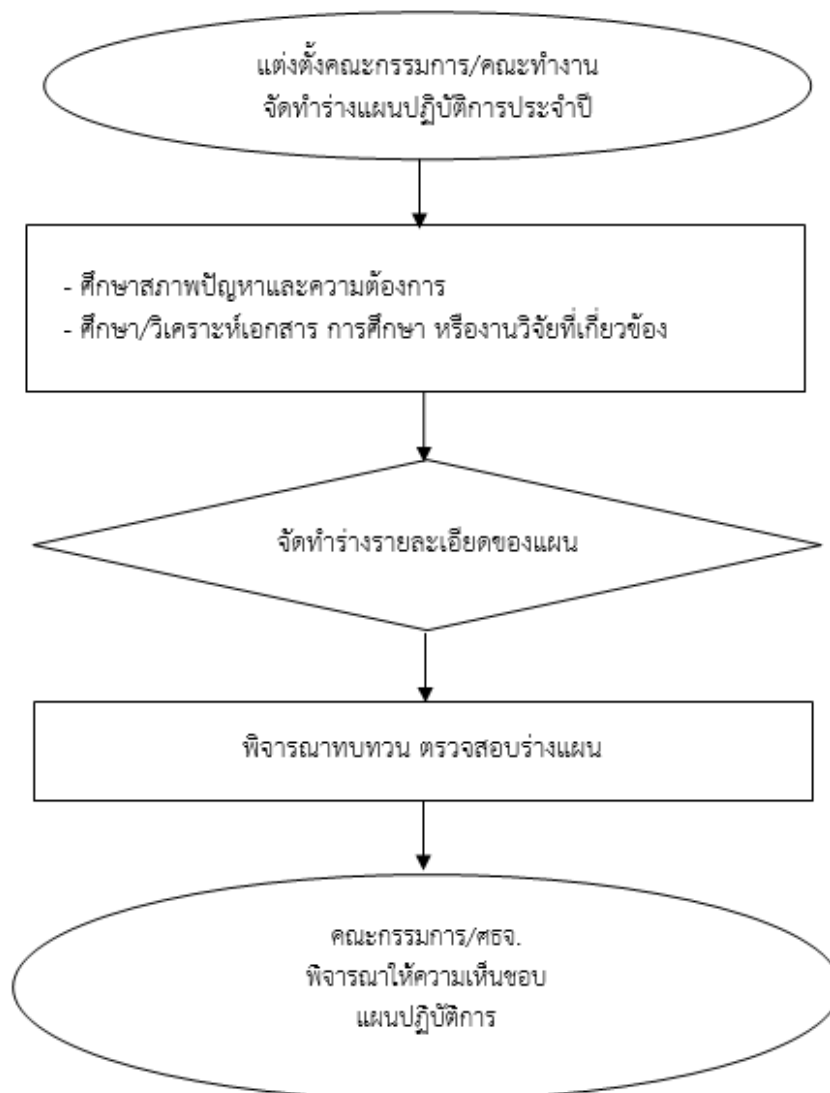 แต่งตั้งคณะกรรมการ/คณะทำงาน
จัดทำร่างแผนปฏิบัติการประจำปี
- ศึกษาสภาพปัญหาและความต้องการ
- ศึกษา/วิเคราะห์เอกสาร การศึกษา หรืองานวิจัยที่เกี่ยวข้อง
จัดทำร่างรายละเอียดของแผน
พิจารณาทบทวน ตรวจสอบร่างแผน
คณะกรรมการ/ศธจ.
พิจารณาให้ความเห็นชอบ
แผนปฏิบัติการ